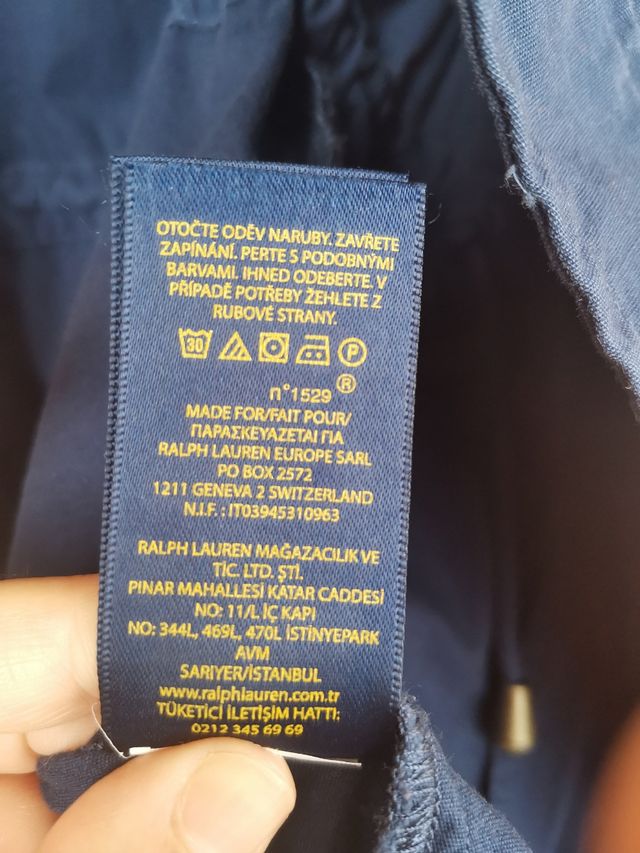 OTOČTE ODĚV NARUBY. ZAVŘETE
ZAPÍNÁNÍ. PERTE S PODOBNÝMI
BARVAMI. IHNED ODEBERTE. V
PŘÍPADĚ POTŘEBY ŽEHLETE Z
RUBOVÉ STRANY.
30 P
n°1529 ®
MADE FOR/FAIT POUR/
ΠΑΡΑΣΚΕΥΑΖΕΤΑΙ ΓΙΑ
RALPH LAUREN EUROPE SARL
PO BOX 2572
1211 GENEVA 2 SWITZERLAND
N.I.F. : IT03945310963
RALPH LAUREN MAĞAZACILIK VE
TİC. LTD. ŞTİ.
PINAR MAHALLESİ KATAR CADDESİ
NO: 11/L İÇ KAPI
NO: 344L, 469L, 470L İSTİNYEPARK
AVM
SARIYER/İSTANBUL
www.ralphlauren.com.tr
TÜKETİCİ İLETİŞİM HATTI:
0212 345 69 69